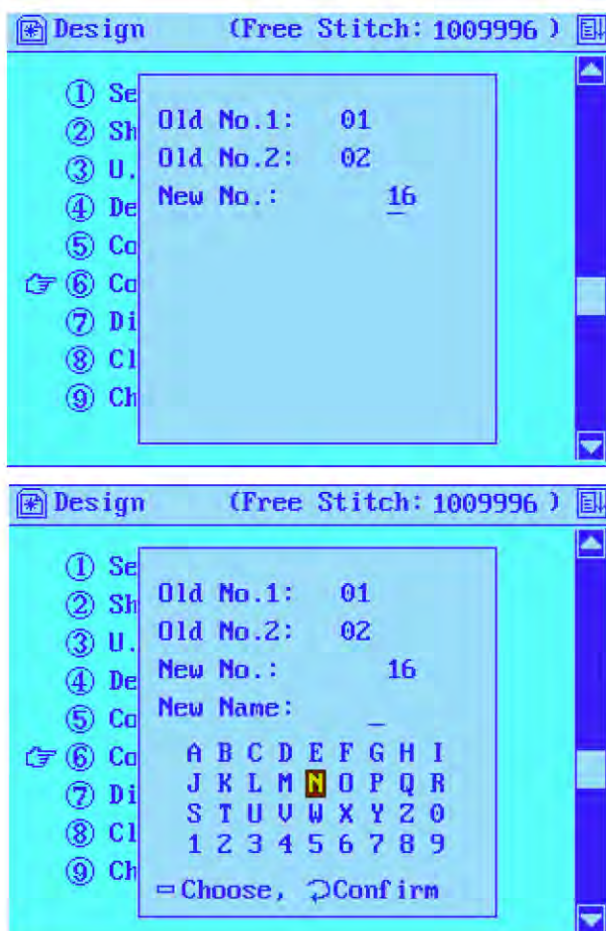 Design (Free Stitch: 1009996 )
① Se
② Sh
③ U.
④ De
⑤ Co
⑥ Co
⑦ Di
⑧ Cl
⑨ Ch
Old No.1: 01
Old No.2: 02
New No.: 16
Design (Free Stitch: 1009996 )
① Se
② Sh
③ U.
④ De
⑤ Co
⑥ Co
⑦ Di
⑧ Cl
⑨ Ch
Old No.1: 01
Old No.2: 02
New No.: 16
New Name: _
A B C D E F G H I
J K L M N O P Q R
S T U V W X Y Z 0
1 2 3 4 5 6 7 8 9
Choose, Confirm